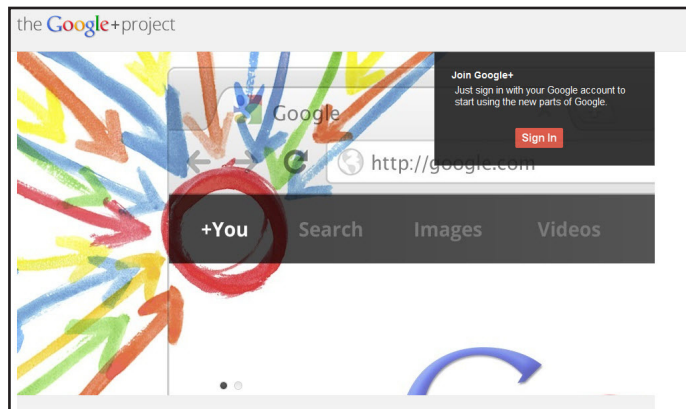 the Google+project
Join Google+
Just sign in with your Google account to
start using the new parts of Google.
Sign In
Google
http://google.com
+You Search Images Videos